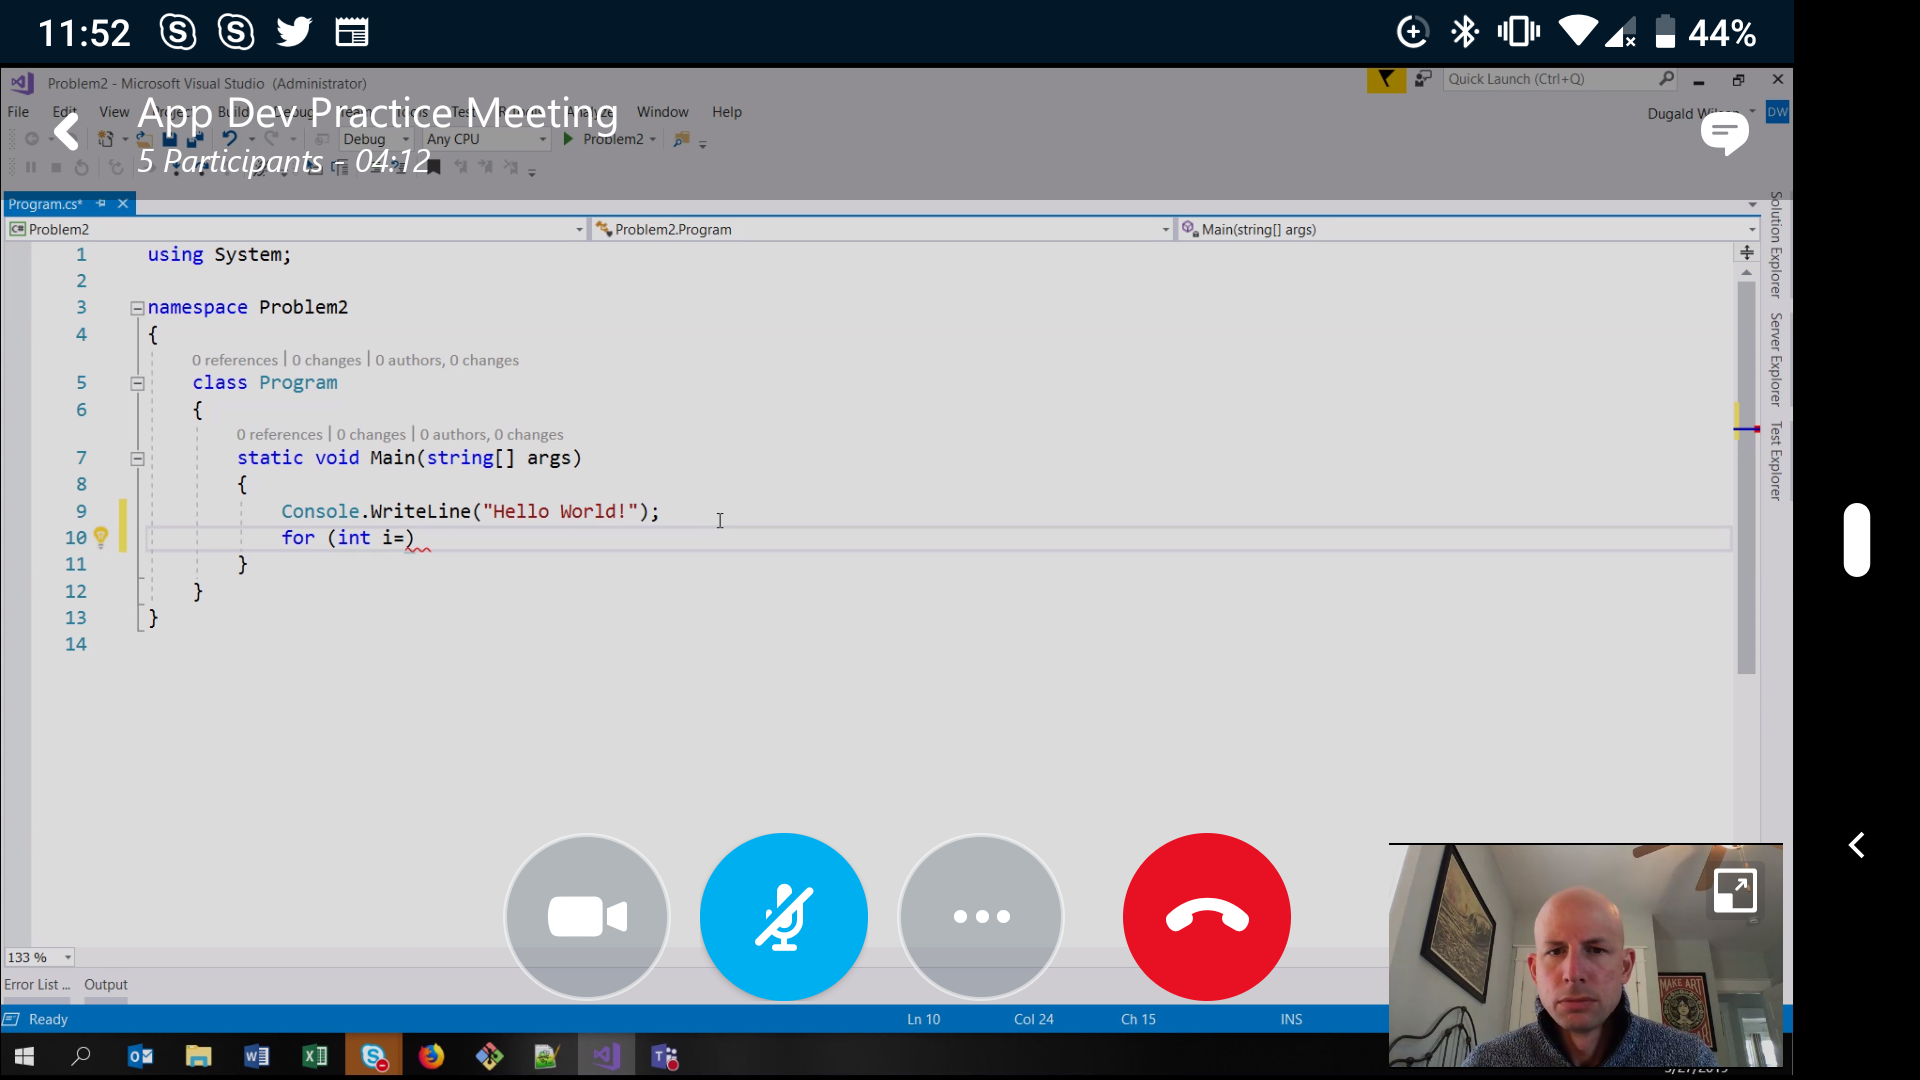 11:52
44%
Problem2 - Microsoft Visual Studio (Administrator)
Quick Launch (Ctrl+Q)
File Edit View Build Debug Test Window Help
App Dev Practice Meeting
Dugald
DW
Debug Any CPU Problem2
5 Participants - 04:12
Program.cs*
Problem2
Problem2.Program
Main(string[] args)
1 using System;
2
3 namespace Problem2
4 {
0 references | 0 changes | 0 authors, 0 changes
5 class Program
6 {
0 references | 0 changes | 0 authors, 0 changes
7 static void Main(string[] args)
8 {
9 Console.WriteLine("Hello World!");
10 for (int i=)
11 }
12 }
13 }
14
Solution Explorer
Server Explorer
Test Explorer
133 %
Error List ... Output
Ready
Ln 10 Col 24 Ch 15 INS
MAKE ART